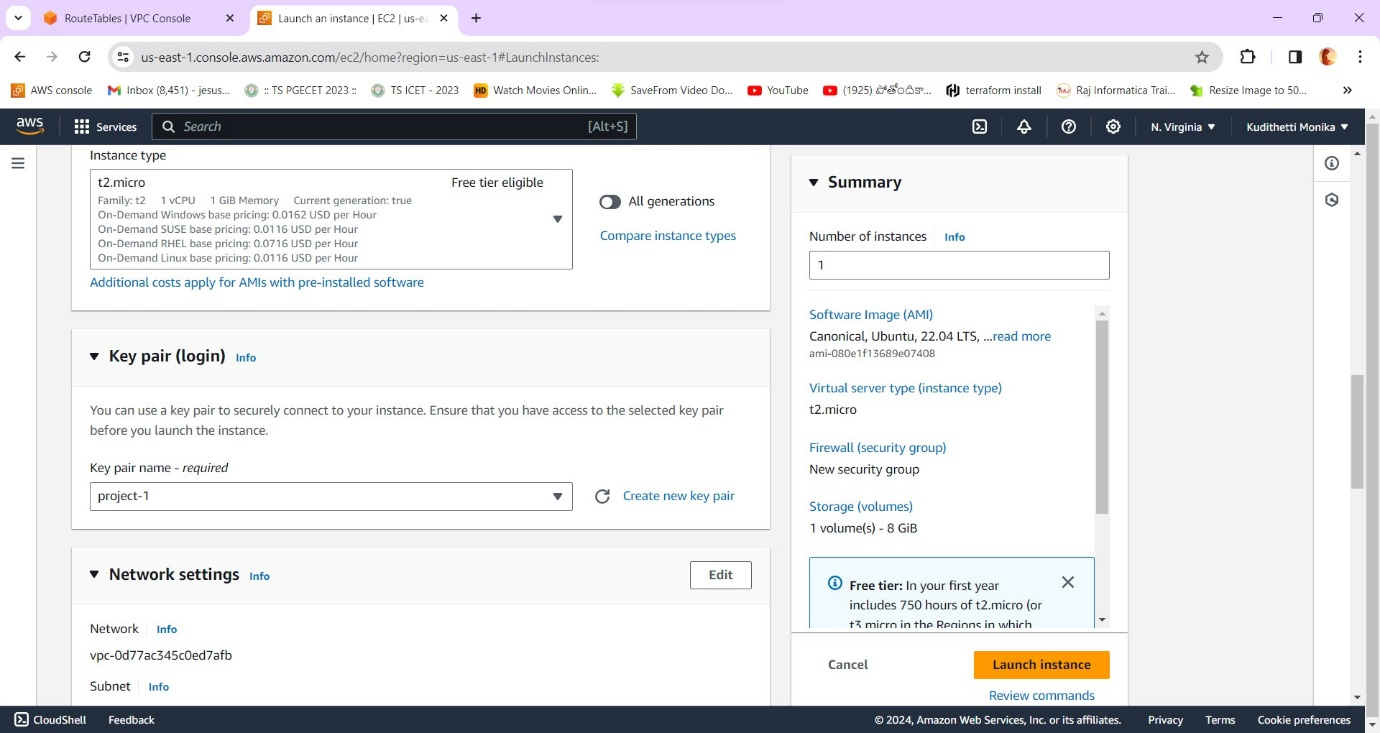 RouteTables | VPC Console
Launch an instance | EC2 | us-ea
us-east-1.console.aws.amazon.com/ec2/home?region=us-east-1#LaunchInstances:
AWS console
Inbox (8,451) - jesus...
:: TS PGECET 2023 ::
TS ICET - 2023
HD Watch Movies Onlin...
SaveFrom Video Do...
YouTube
(1925)
terraform install
Raj Informatica Trai...
Resize Image to 50...
aws
Services
Search
[Alt+S]
N. Virginia
Kudithetti Monika
Instance type
t2.micro
Free tier eligible
Family: t2 1 vCPU 1 GiB Memory Current generation: true
On-Demand Windows base pricing: 0.0162 USD per Hour
On-Demand SUSE base pricing: 0.0116 USD per Hour
On-Demand RHEL base pricing: 0.0716 USD per Hour
On-Demand Linux base pricing: 0.0116 USD per Hour
All generations
Compare instance types
Additional costs apply for AMIs with pre-installed software
Key pair (login) Info
You can use a key pair to securely connect to your instance. Ensure that you have access to the selected key pair
before you launch the instance.
Key pair name - required
project-1
Create new key pair
Network settings Info
Edit
Network Info
vpc-0d77ac345c0ed7afb
Subnet Info
Summary
Number of instances Info
1
Software Image (AMI)
Canonical, Ubuntu, 22.04 LTS, ...read more
ami-080e1f13689e07408
Virtual server type (instance type)
t2.micro
Firewall (security group)
New security group
Storage (volumes)
1 volume(s) - 8 GiB
Free tier: In your first year
includes 750 hours of t2.micro (or
t3.micro in the Regions in which
Cancel
Launch instance
Review commands
CloudShell
Feedback
© 2024, Amazon Web Services, Inc. or its affiliates.
Privacy
Terms
Cookie preferences